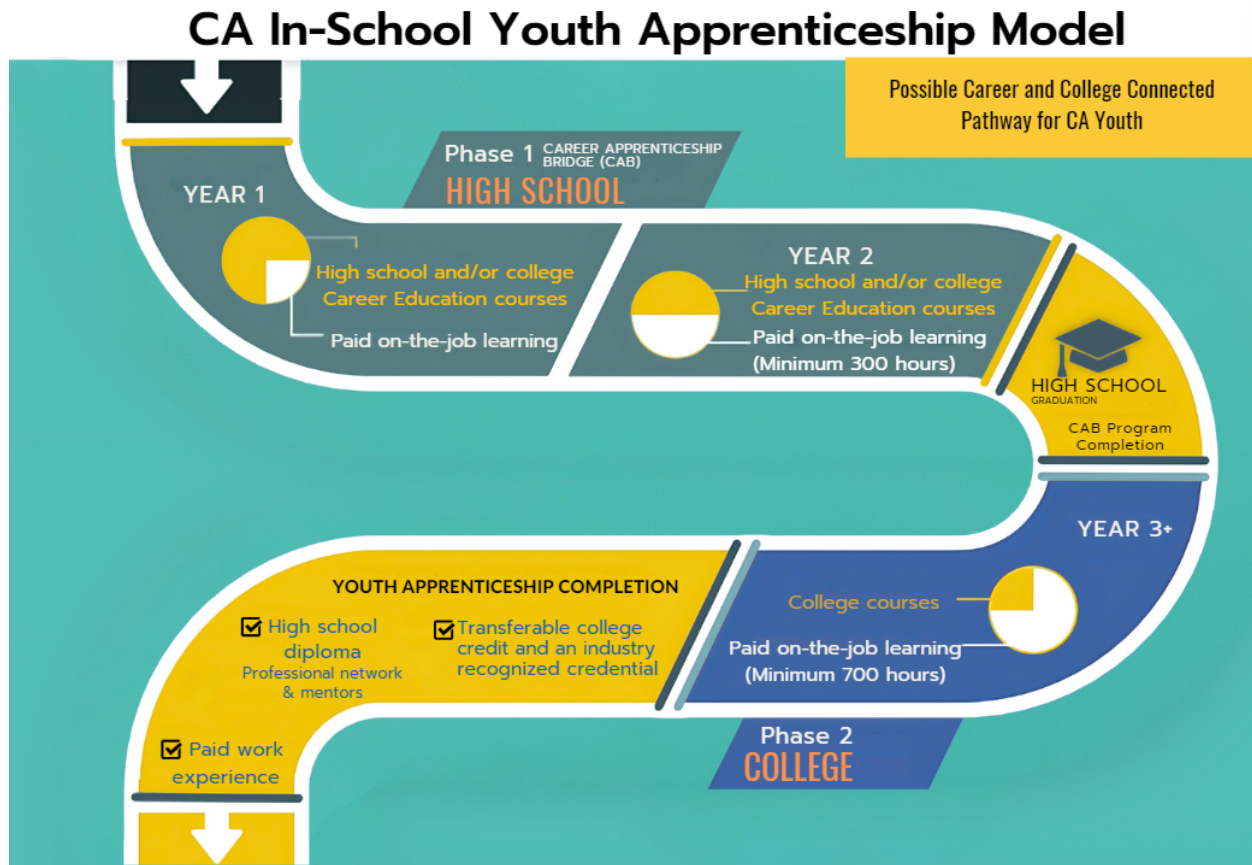 CA In-School Youth Apprenticeship Model
Possible Career and College Connected
Pathway for CA Youth
Phase 1 CAREER APPRENTICESHIP
BRIDGE (CAB)
HIGH SCHOOL
YEAR 1
High school and/or college
Career Education courses
Paid on-the-job learning
YEAR 2
High school and/or college
Career Education courses
Paid on-the-job learning
(Minimum 300 hours)
HIGH SCHOOL
GRADUATION
CAB Program
Completion
YEAR 3+
College courses
Paid on-the-job learning
(Minimum 700 hours)
Phase 2
COLLEGE
YOUTH APPRENTICESHIP COMPLETION
High school
diploma
Professional network
& mentors
Transferable college
credit and an industry
recognized credential
Paid work
experience